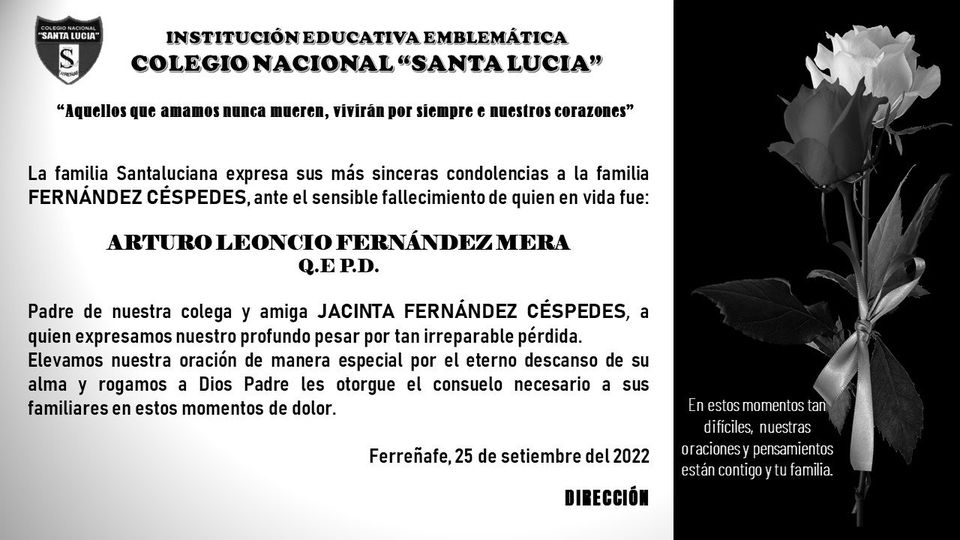 COLEGIO NACIONAL
"SANTA LUCIA"
S
FERREÑAFE
INSTITUCIÓN EDUCATIVA EMBLEMÁTICA
COLEGIO NACIONAL “SANTA LUCIA”
“Aquellos que amamos nunca mueren, vivirán por siempre e nuestros corazones”
La familia Santaluciana expresa sus más sinceras condolencias a la familia
FERNÁNDEZ CÉSPEDES, ante el sensible fallecimiento de quien en vida fue:
ARTURO LEONCIO FERNÁNDEZ MERA
Q.E P.D.
Padre de nuestra colega y amiga JACINTA FERNÁNDEZ CÉSPEDES, a
quien expresamos nuestro profundo pesar por tan irreparable pérdida.
Elevamos nuestra oración de manera especial por el eterno descanso de su
alma y rogamos a Dios Padre les otorgue el consuelo necesario a sus
familiares en estos momentos de dolor.
Ferreñafe, 25 de setiembre del 2022
DIRECCIÓN
En estos momentos tan
difíciles, nuestras
oraciones y pensamientos
están contigo y tu familia.